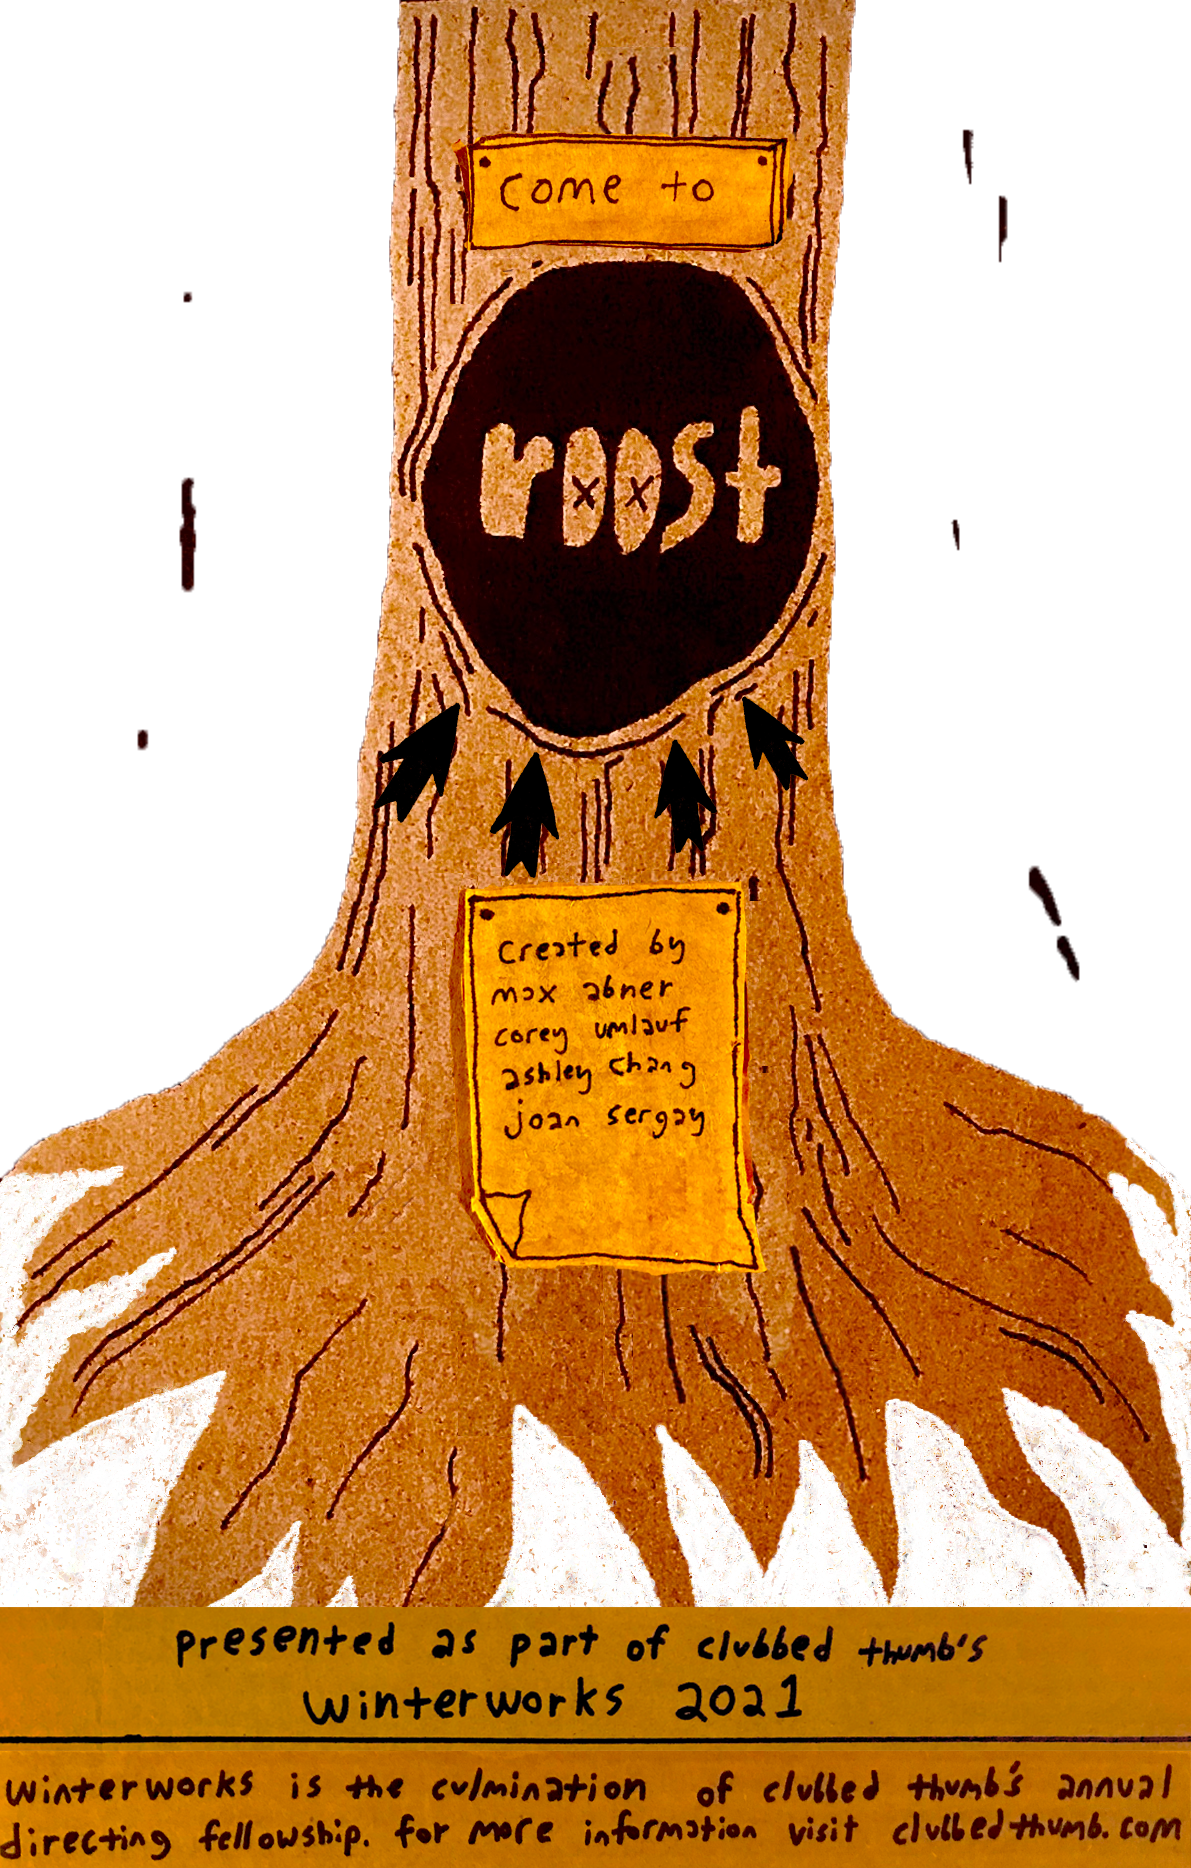 come to
roost
created by
max abner
corey umlauf
ashley chang
joan sergay
presented as part of clubbed thumb's
winterworks 2021
winterworks is the culmination of clubbed thumb's annual
directing fellowship. for more information visit clubbedthumb.com